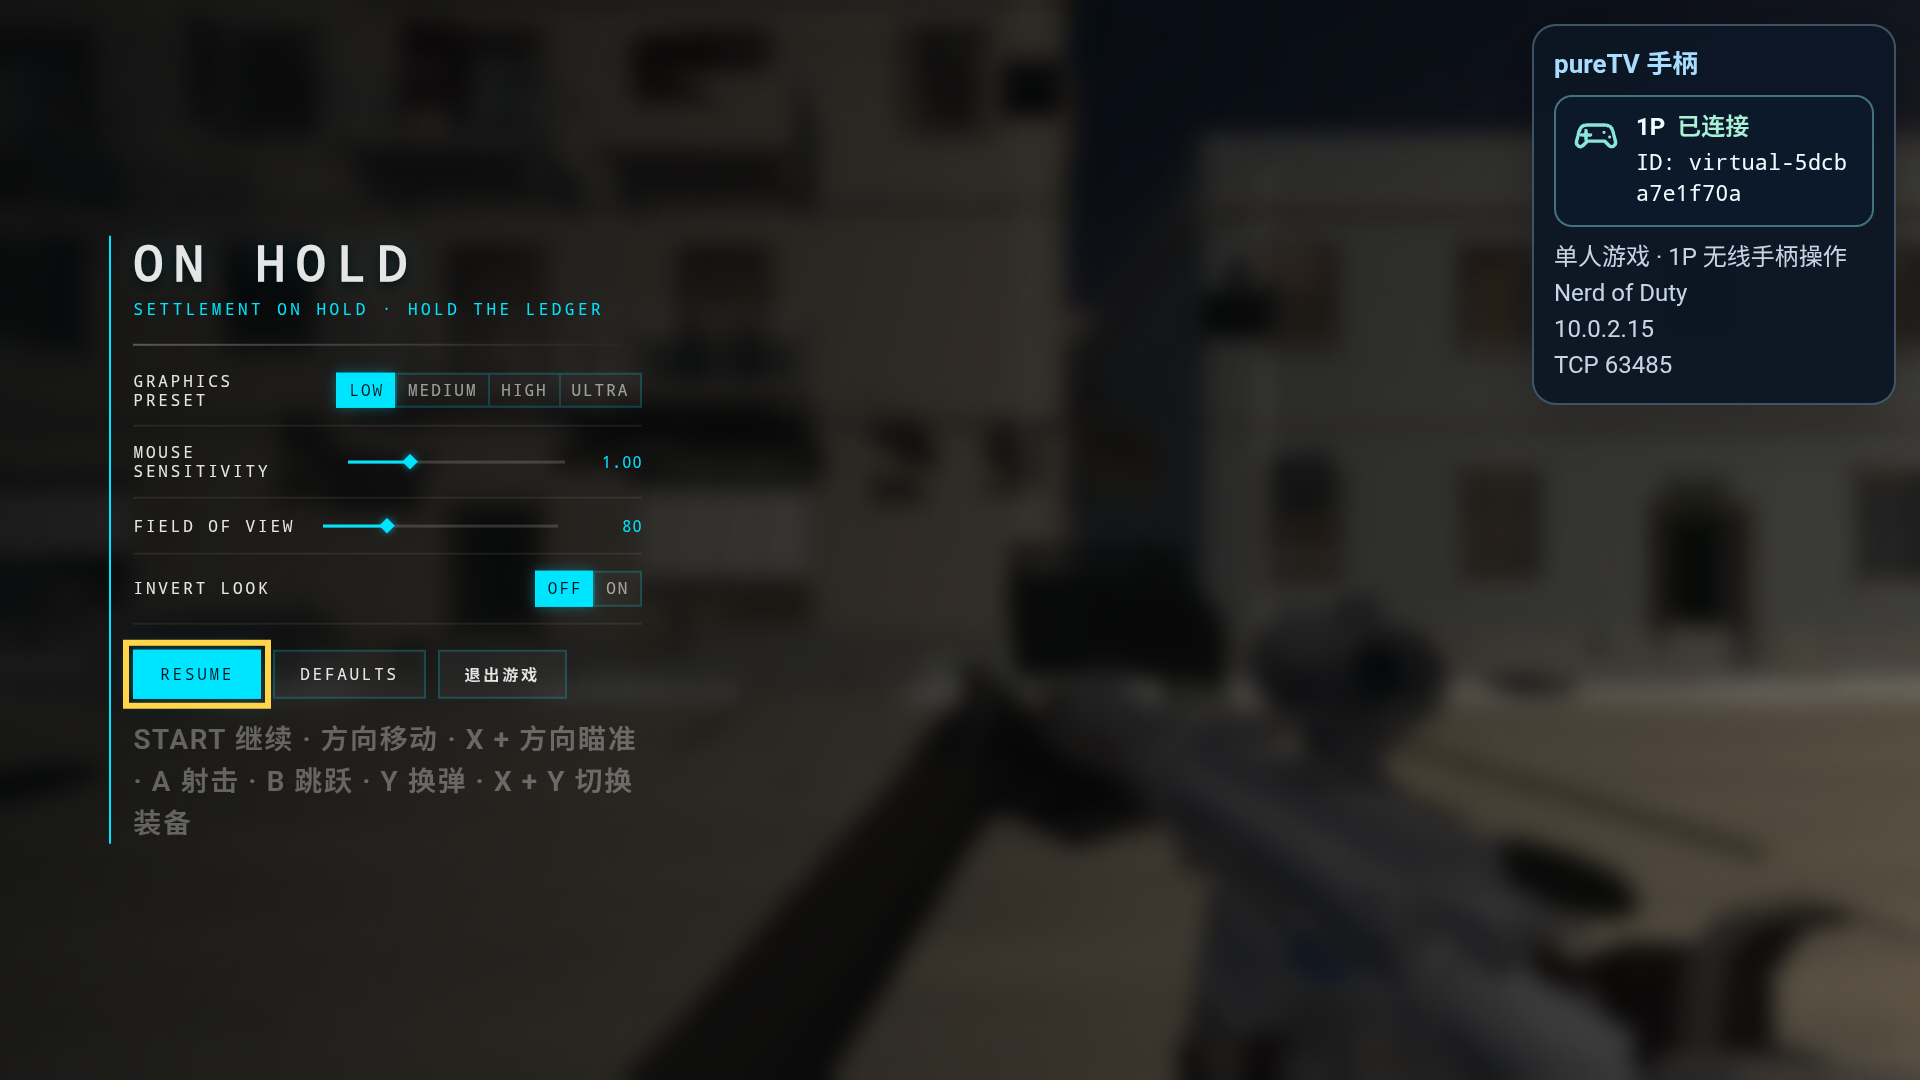 ON HOLD
SETTLEMENT ON HOLD · HOLD THE LEDGER
GRAPHICS
PRESET
LOW MEDIUM HIGH ULTRA
MOUSE
SENSITIVITY
1.00
FIELD OF VIEW 80
INVERT LOOK OFF ON
RESUME DEFAULTS 退出游戏
START 继续 · 方向移动 · X + 方向瞄准
· A 射击 · B 跳跃 · Y 换弹 · X + Y 切换
装备
pureTV 手柄
1P 已连接
ID: virtual-5dcb
a7e1f70a
单人游戏 · 1P 无线手柄操作
Nerd of Duty
10.0.2.15
TCP 63485